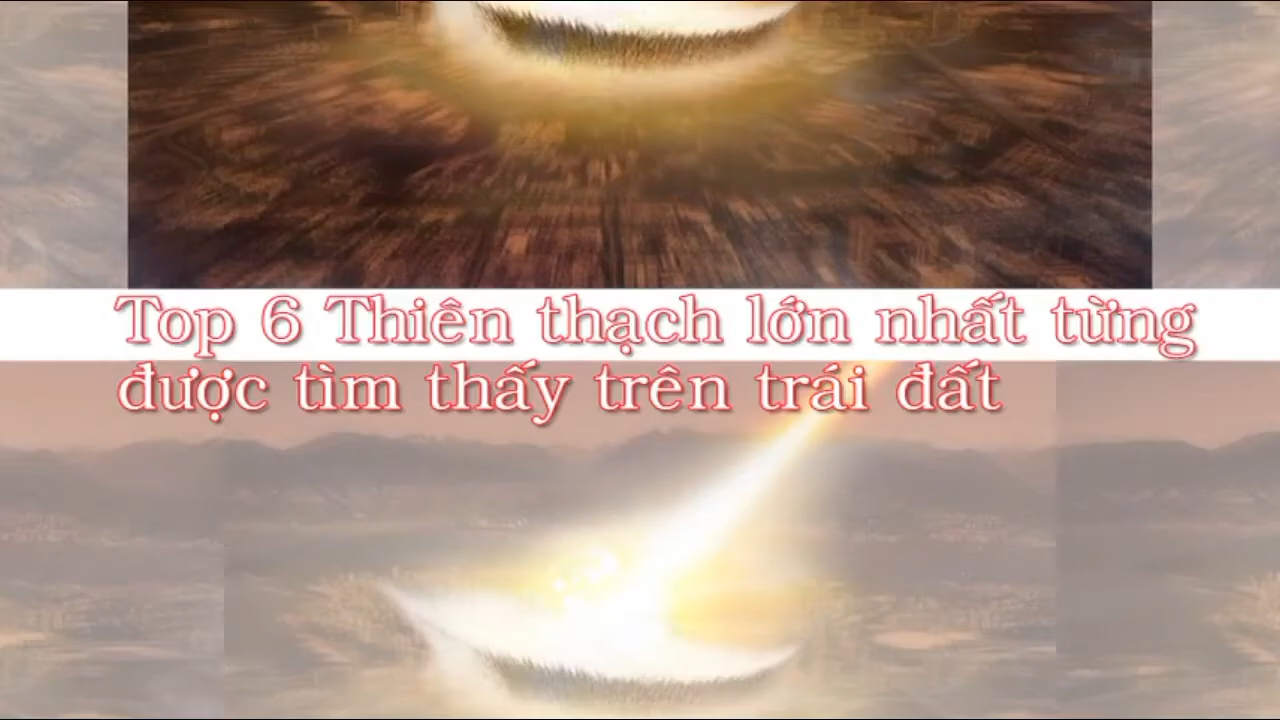 Top 6 Thiên thạch lớn nhất từng
được tìm thấy trên trái đất